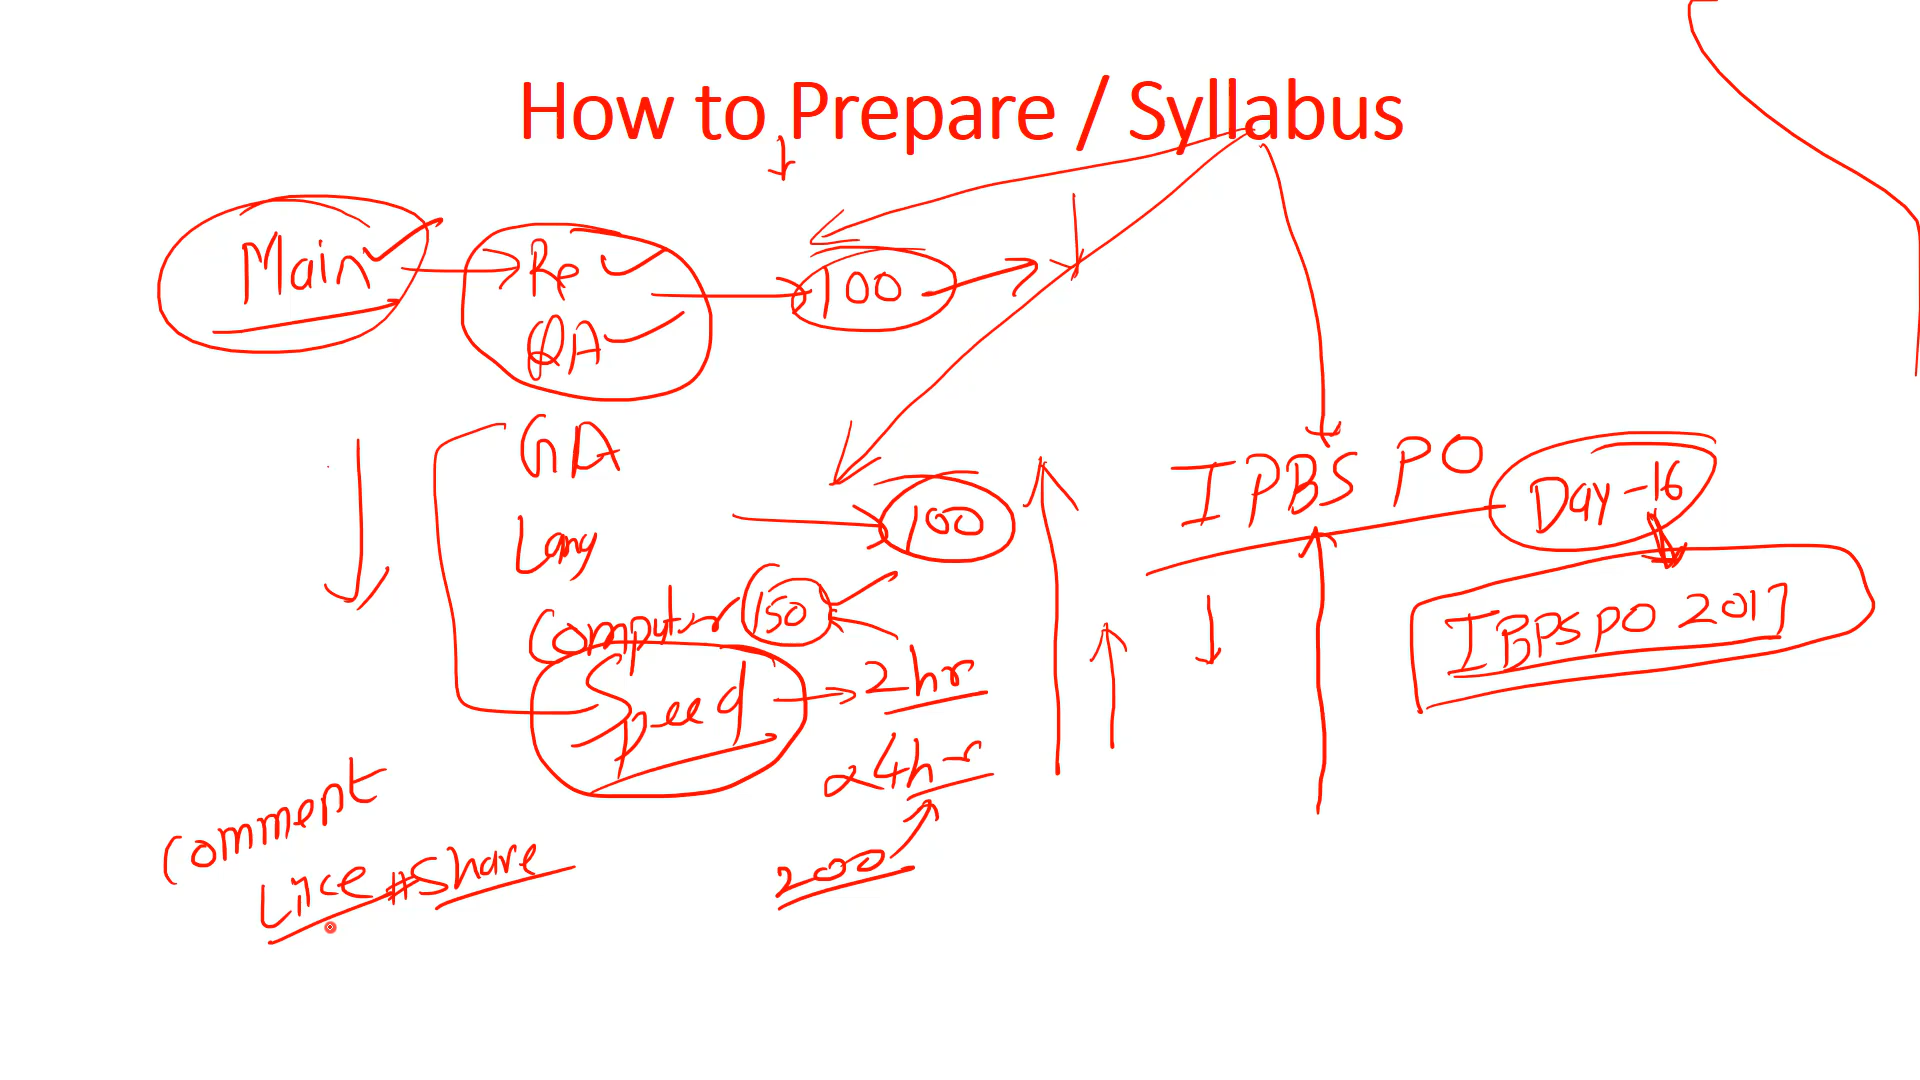 How to Prepare / Syllabus
Main
Re
100
QA
GA
Lang
100
IPBS PO
Day-16
Computer
150
IBPS PO 2017
Speed
2hr
24hr
Comment
200
Like # Share